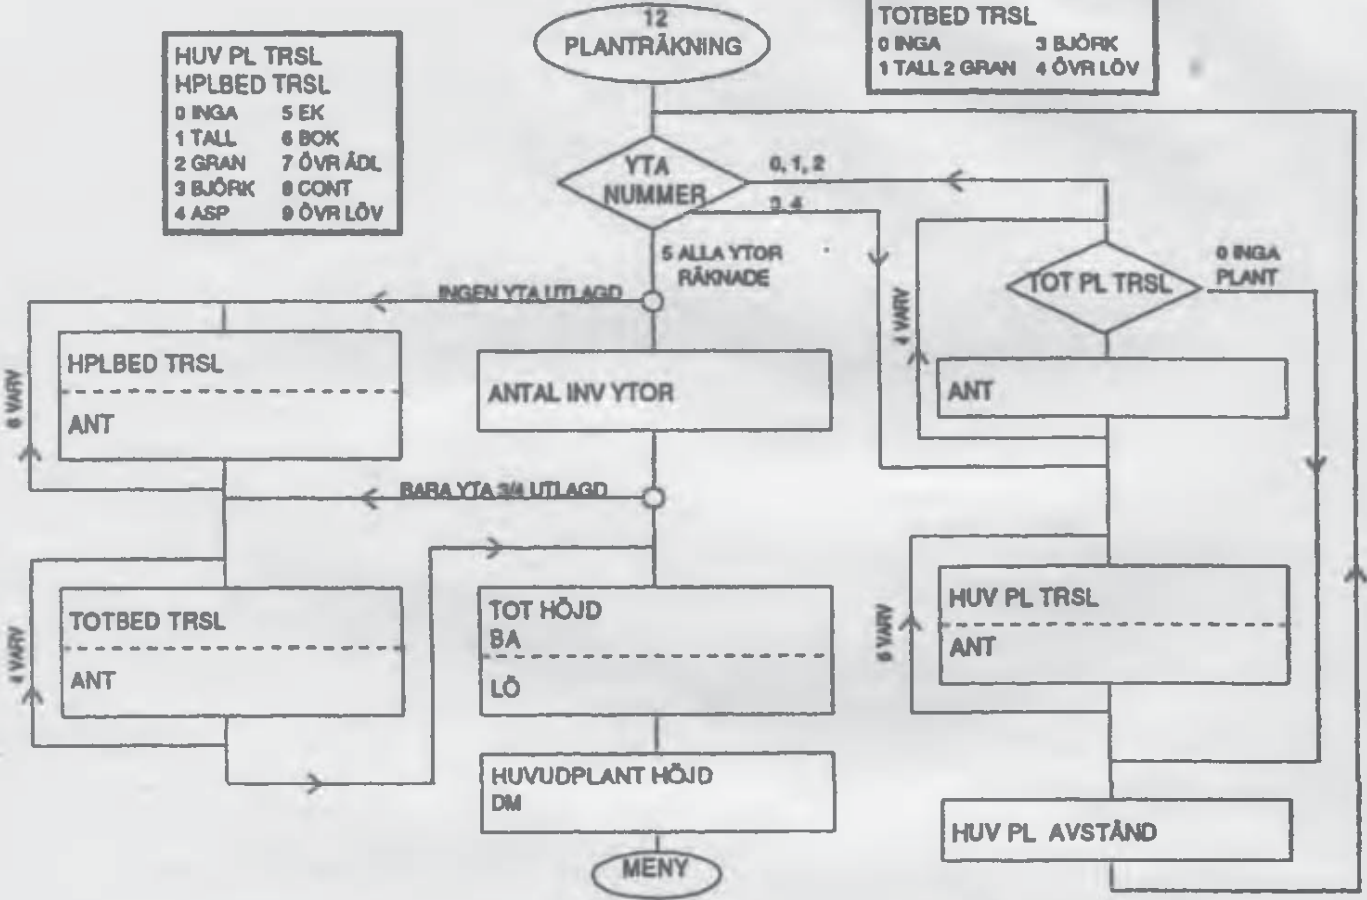 12
PLANTRÄKNING
HUV PL TRSL
HPLBED TRSL
0 INGA 5 EK
1 TALL 6 BOK
2 GRAN 7 ÖVR ÄDL
3 BJÖRK 8 CONT
4 ASP 9 ÖVR LÖV
TOTBED TRSL
0 INGA 3 BJÖRK
1 TALL 2 GRAN 4 ÖVR LÖV
YTA
NUMMER
0, 1, 2
3, 4
5 ALLA YTOR
RÄKNADE
INGEN YTA UTLAGD
HPLBED TRSL
ANT
6 VARV
ANTAL INV YTOR
BARA YTA 3/4 UTLAGD
TOTBED TRSL
ANT
4 VARV
TOT HÖJD
BA
LÖ
HUVUDPLANT HÖJD
DM
MENY
TOT PL TRSL
0 INGA
PLANT
4 VARV
ANT
HUV PL TRSL
ANT
6 VARV
HUV PL AVSTÅND